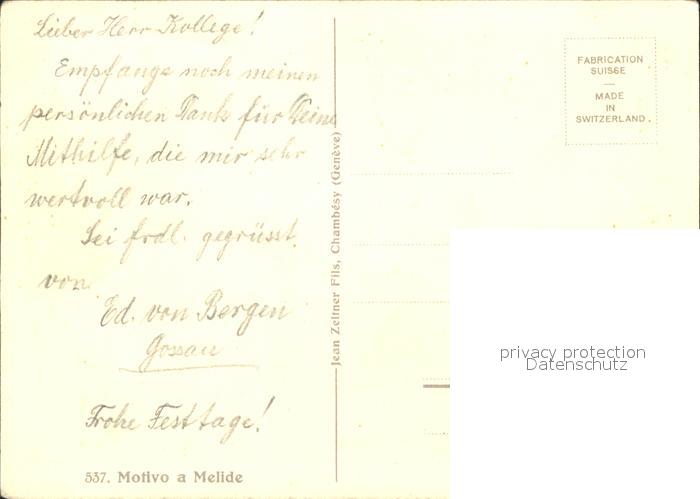 Lieber Herr Kollege!
Empfange noch meinen
persönlichen Dank für Deine
Mithilfe, die mir sehr
wertvoll war.
Sei frdl. gegrüsst
von
Ed. von Bergen
Gossau
Frohe Festtage!
537. Motivo a Melide
Jean Zeltner Fils, Chambésy (Genève)
FABRICATION
SUISSE
—
MADE
IN
SWITZERLAND.
privacy protection
Datenschutz